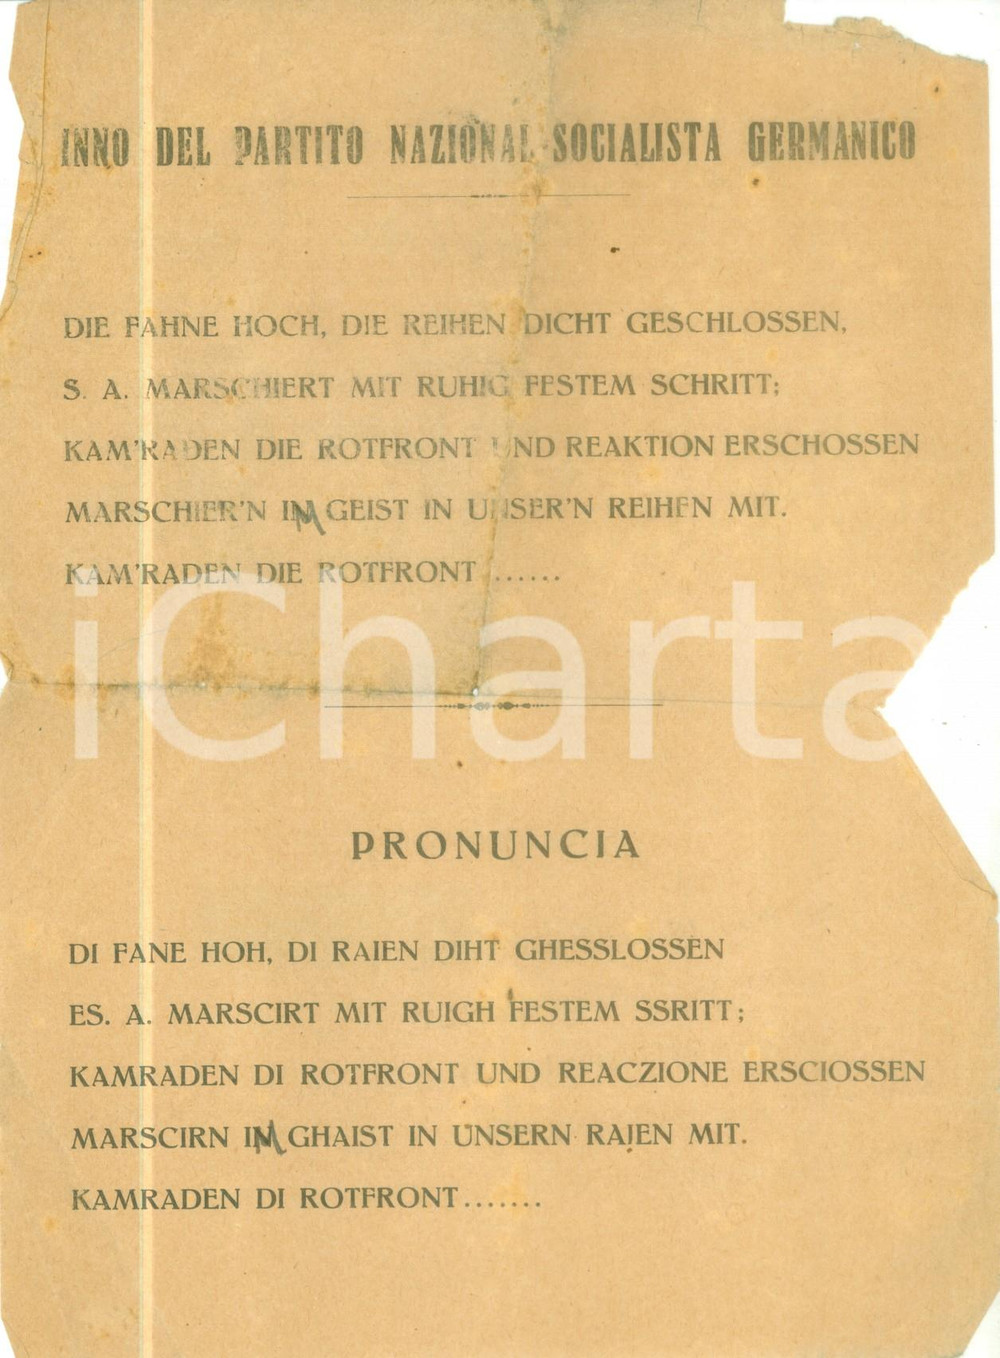 INNO DEL PARTITO NAZIONAL-SOCIALISTA GERMANICO
DIE FAHNE HOCH, DIE REIHEN DICHT GESCHLOSSEN,
S. A. MARSCHIERT MIT RUHIG FESTEM SCHRITT;
KAM'RADEN DIE ROTFRONT UND REAKTION ERSCHOSSEN
MARSCHIER'N IM GEIST IN UNSER'N REIHEN MIT.
KAM'RADEN DIE ROTFRONT ......
iCharta
PRONUNCIA
DI FANE HOH, DI RAIEN DIHT GHESSLOSSEN
ES. A. MARSCIRT MIT RUIGH FESTEM SSRITT;
KAMRADEN DI ROTFRONT UND REACZIONE ERSCIOSSEN
MARSCIRN IM GHAIST IN UNSERN RAIEN MIT.
KAMRADEN DI ROTFRONT.......